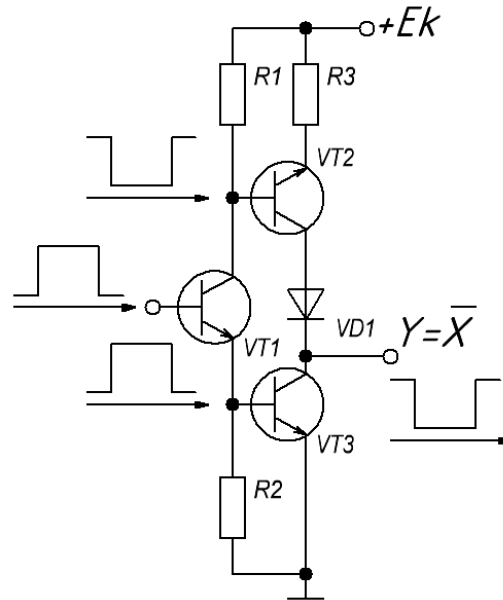 +Ek
R1
R3
VT2
VT1
VD1
Y=X̅
VT3
R2